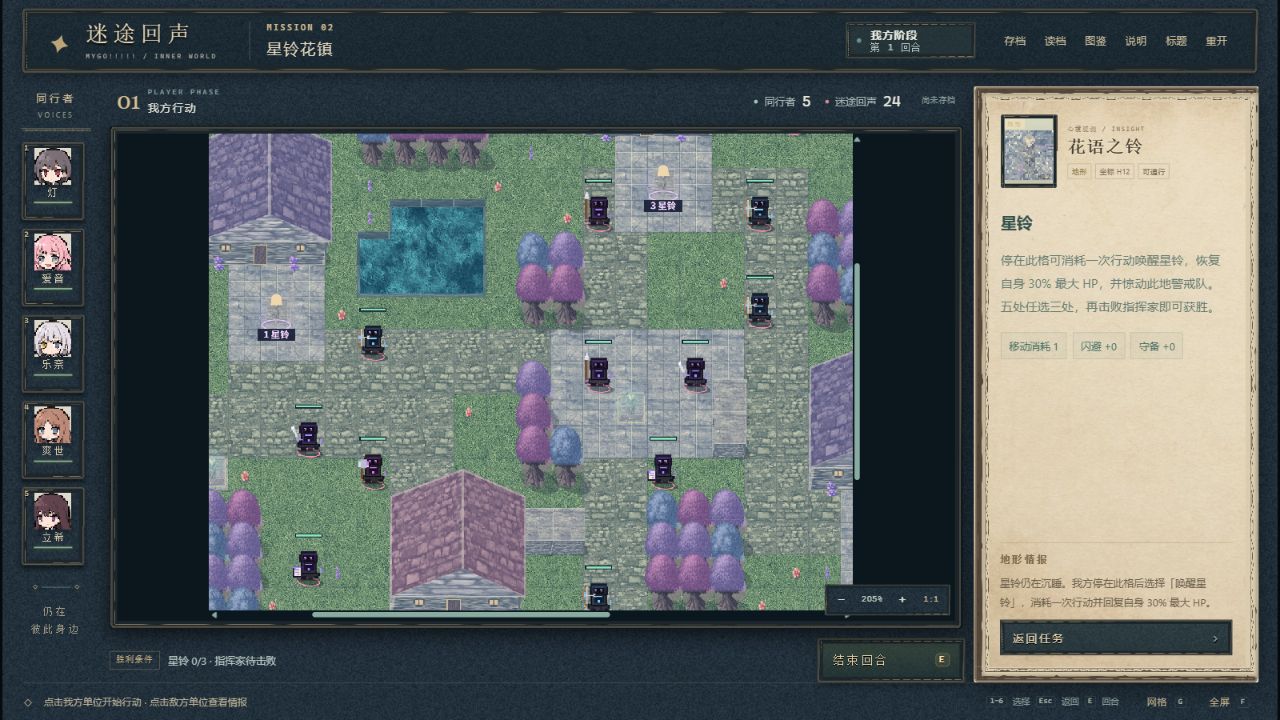 迷途回声
MYGO!!!!! / INNER WORLD
MISSION 02
星铃花镇
我方阶段
第 1 回合
存档 读档 图鉴 说明 标题 重开
同行者
VOICES
01
PLAYER PHASE
我方行动
同行者 5 迷途回声 24 尚未存档
1
灯
2
爱音
3
乐奈
4
爽世
5
立希
仍在
彼此身边
3 星铃
1 星铃
− 205% + 1:1
INSIGHT
花语之铃
地形 坐标 H12 可通行
星铃
停在此格可消耗一次行动唤醒星铃，恢复
自身 30% 最大 HP，并惊动此地警戒队。
五处任选三处，再击败指挥家即可获胜。
移动消耗 1 闪避 +0 守备 +0
地形情报
星铃仍在沉睡。我方停在此格后选择「唤醒星
铃」，消耗一次行动并回复自身 30% 最大 HP。
返回任务 ›
胜利条件 星铃 0/3 · 指挥家待击败
结束回合 E
点击我方单位开始行动 · 点击敌方单位查看情报
1-6 选择 Esc 返回 E 回合 网格 G 全屏 F